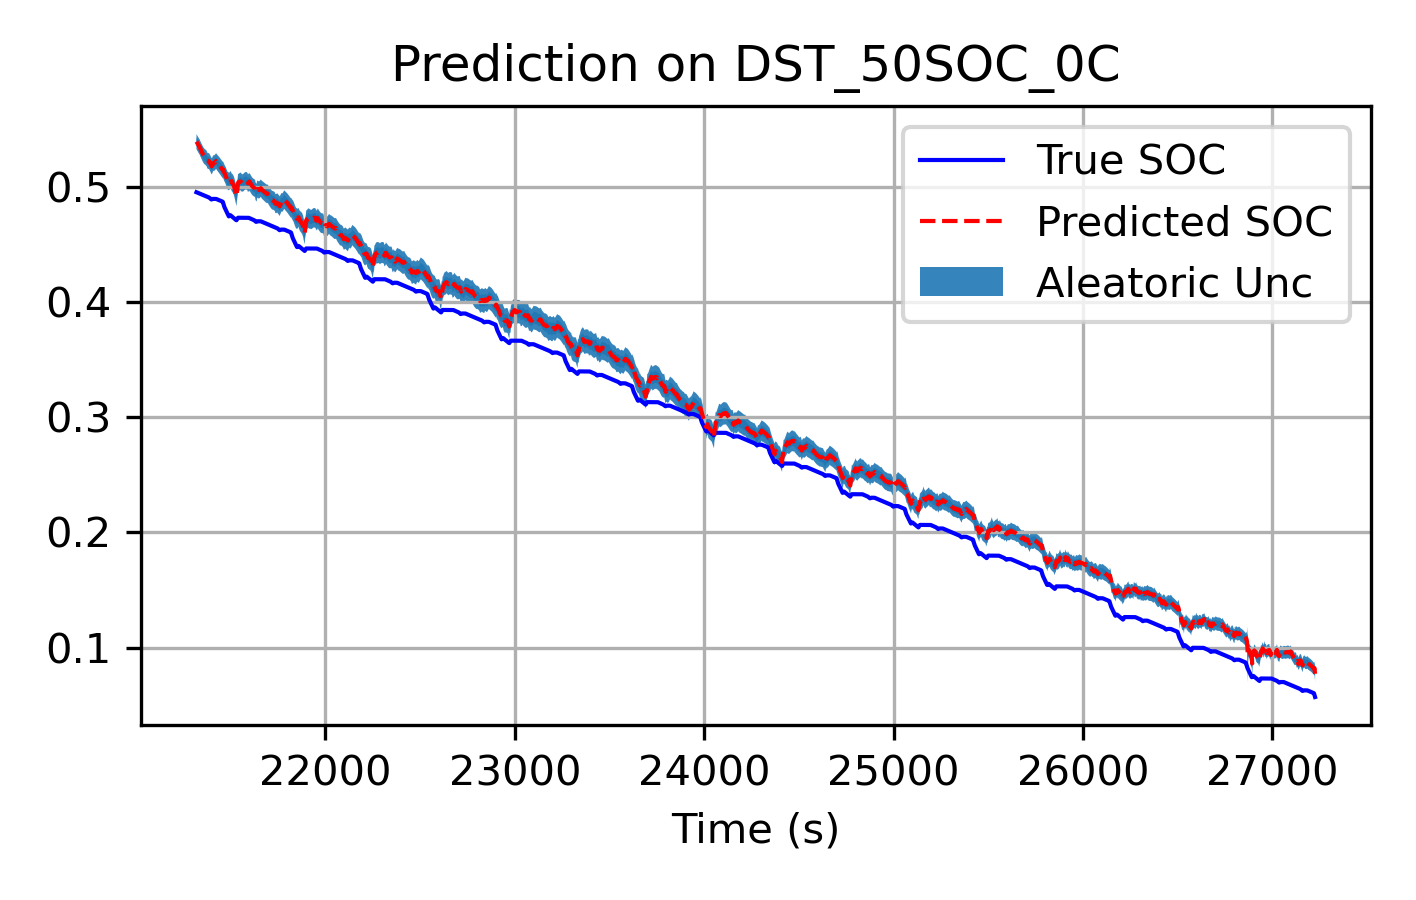 Prediction on DST_50SOC_0C
True SOC
Predicted SOC
Aleatoric Unc
0.5
0.4
0.3
0.2
0.1
22000 23000 24000 25000 26000 27000
Time (s)